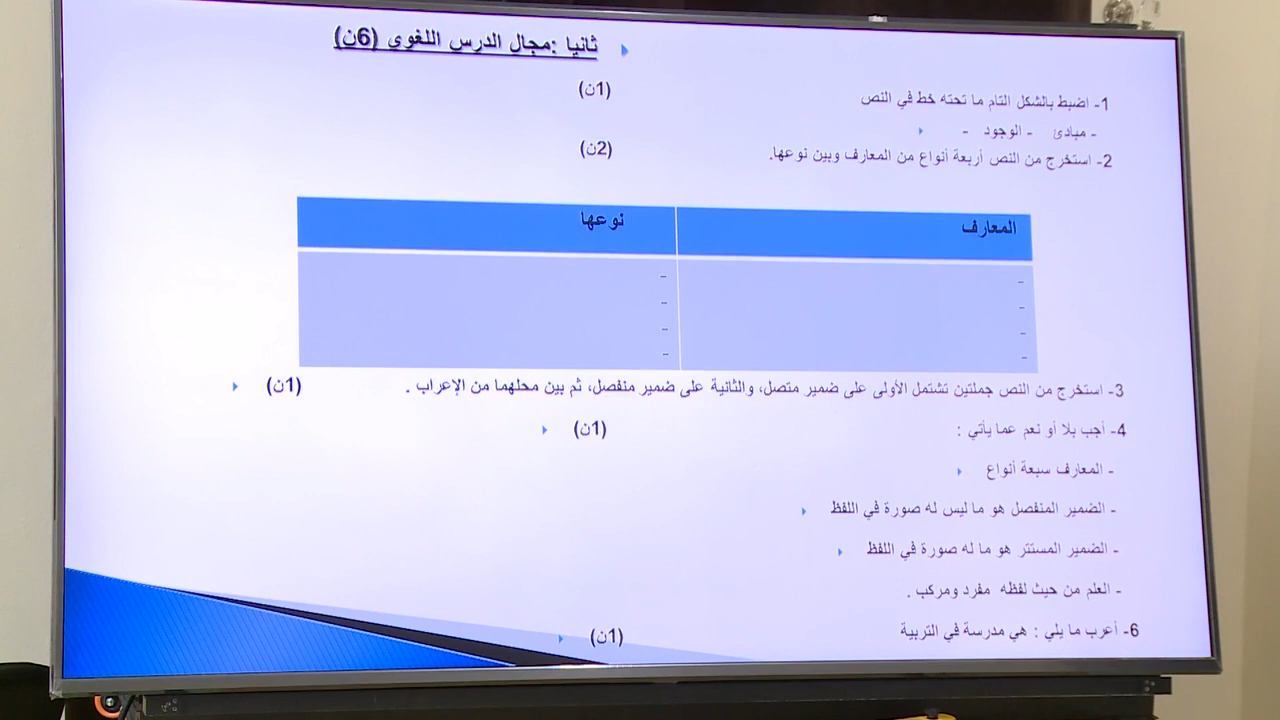 ثانيا :مجال الدرس اللغوي (6ن)
1- اضبط بالشكل التام ما تحته خط في النص (1ن)
- مبادئ - الوجود -
2- استخرج من النص أربعة أنواع من المعارف وبين نوعها. (2ن)
المعارف نوعها
- -
- -
- -
- -
3- استخرج من النص جملتين تشتمل الأولى على ضمير متصل، والثانية على ضمير منفصل، ثم بين محلهما من الإعراب . (1ن)
4- أجب بلا أو نعم عما يأتي : (1ن)
- المعارف سبعة أنواع
- الضمير المنفصل هو ما ليس له صورة في اللفظ
- الضمير المستتر هو ما له صورة في اللفظ
- العلم من حيث لفظه مفرد ومركب .
6- أعرب ما يلي : هي مدرسة في التربية (1ن)